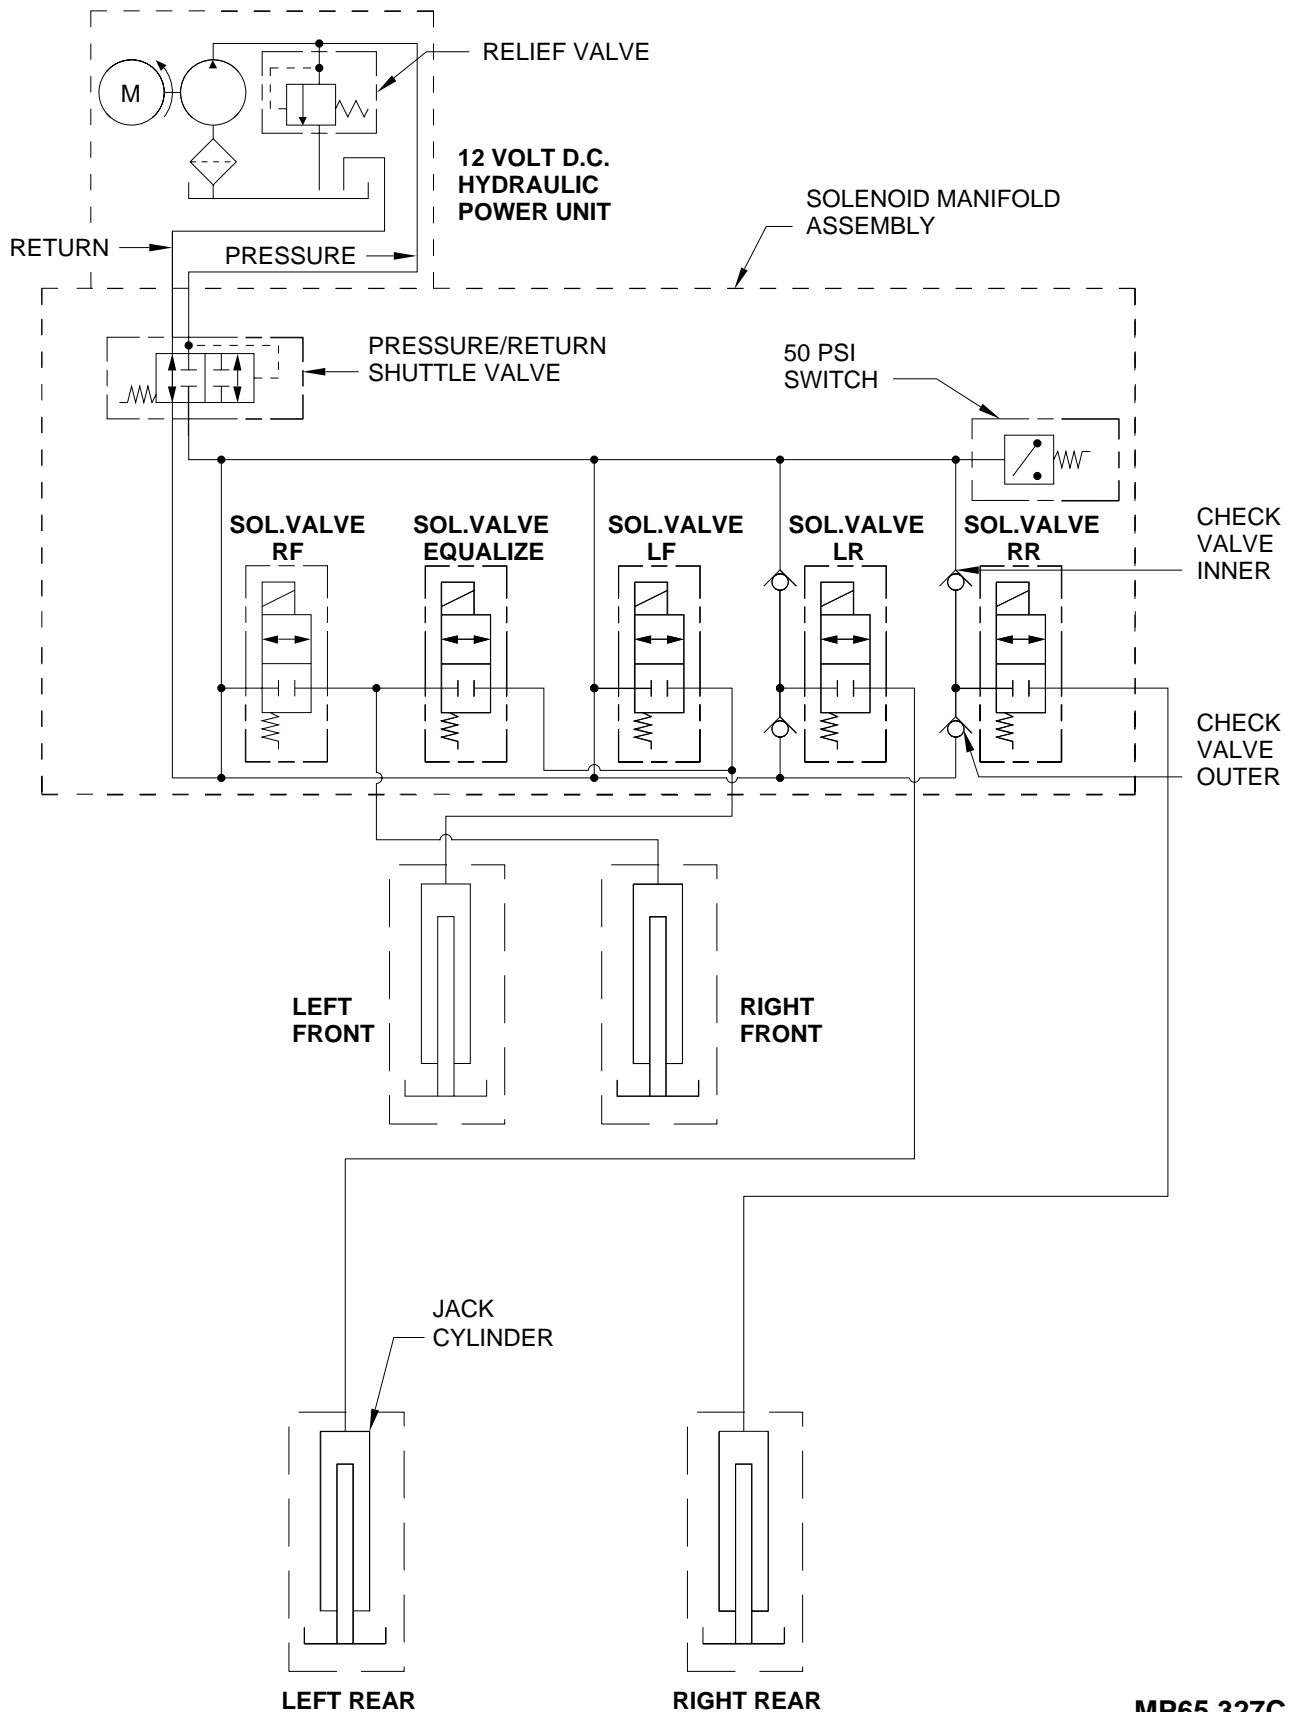 RELIEF VALVE
M
12 VOLT D.C.
HYDRAULIC
POWER UNIT
SOLENOID MANIFOLD
ASSEMBLY
RETURN
PRESSURE
PRESSURE/RETURN
SHUTTLE VALVE
50 PSI
SWITCH
SOL.VALVE
RF
SOL.VALVE
EQUALIZE
SOL.VALVE
LF
SOL.VALVE
LR
SOL.VALVE
RR
CHECK
VALVE
INNER
CHECK
VALVE
OUTER
LEFT
FRONT
RIGHT
FRONT
JACK
CYLINDER
LEFT REAR
RIGHT REAR
MP65.327C